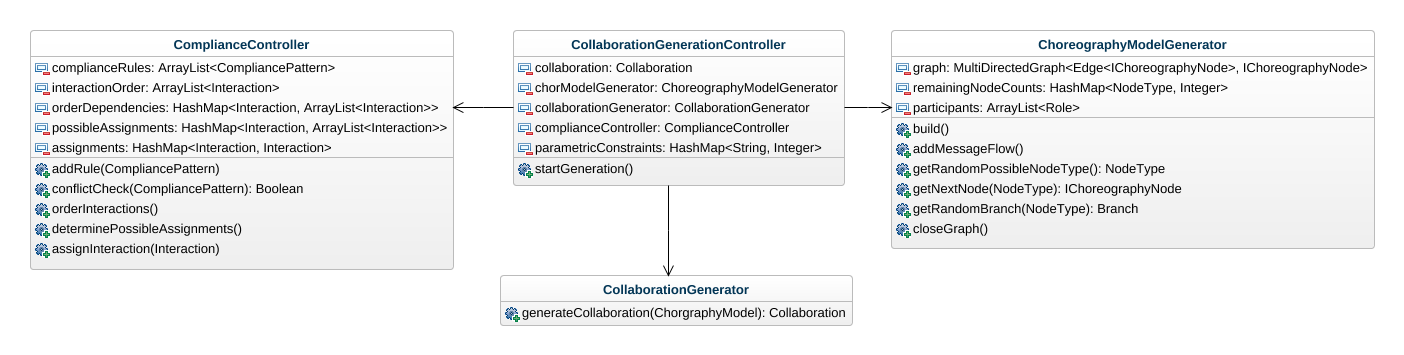 ComplianceController
complianceRules: ArrayList<CompliancePattern>
interactionOrder: ArrayList<Interaction>
orderDependencies: HashMap<Interaction, ArrayList<Interaction>>
possibleAssignments: HashMap<Interaction, ArrayList<Interaction>>
assignments: HashMap<Interaction, Interaction>
addRule(CompliancePattern)
conflictCheck(CompliancePattern): Boolean
orderInteractions()
determinePossibleAssignments()
assignInteraction(Interaction)
CollaborationGenerationController
collaboration: Collaboration
chorModelGenerator: ChoreographyModelGenerator
collaborationGenerator: CollaborationGenerator
complianceController: ComplianceController
parametricConstraints: HashMap<String, Integer>
startGeneration()
ChoreographyModelGenerator
graph: MultiDirectedGraph<Edge<IChoreographyNode>, IChoreographyNode>
remainingNodeCounts: HashMap<NodeType, Integer>
participants: ArrayList<Role>
build()
addMessageFlow()
getRandomPossibleNodeType(): NodeType
getNextNode(NodeType): IChoreographyNode
getRandomBranch(NodeType): Branch
closeGraph()
CollaborationGenerator
generateCollaboration(ChorgraphyModel): Collaboration